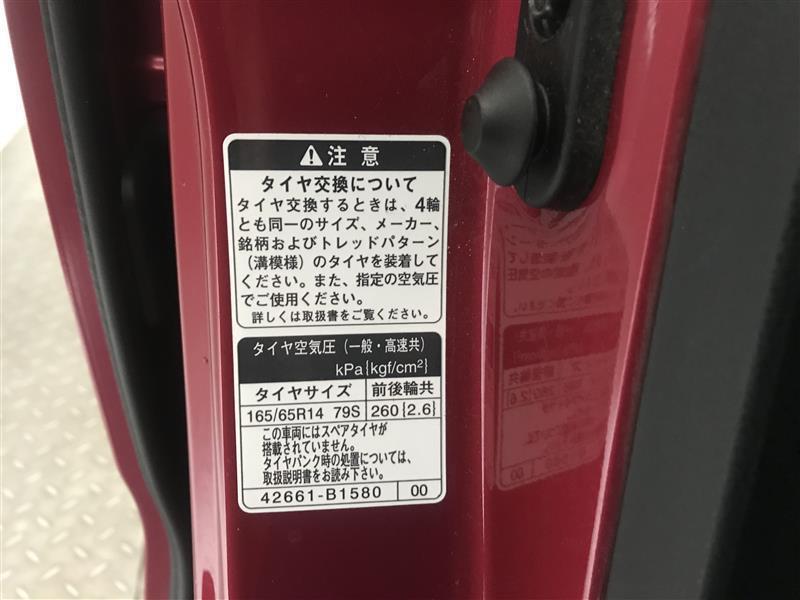 注意
タイヤ交換について
タイヤ交換するときは、4輪
とも同一のサイズ、メーカー、
銘柄およびトレッドパターン
（溝模様）のタイヤを装着して
ください。また、指定の空気圧
でご使用ください。
詳しくは取扱書をご覧ください。
タイヤ空気圧（一般・高速共）
kPa{kgf/cm²}
タイヤサイズ 前後輪共
165/65R14 79S 260{2.6}
この車両にはスペアタイヤが
搭載されていません。
タイヤパンク時の処置については、
取扱説明書をお読み下さい。
42661-B1580 00